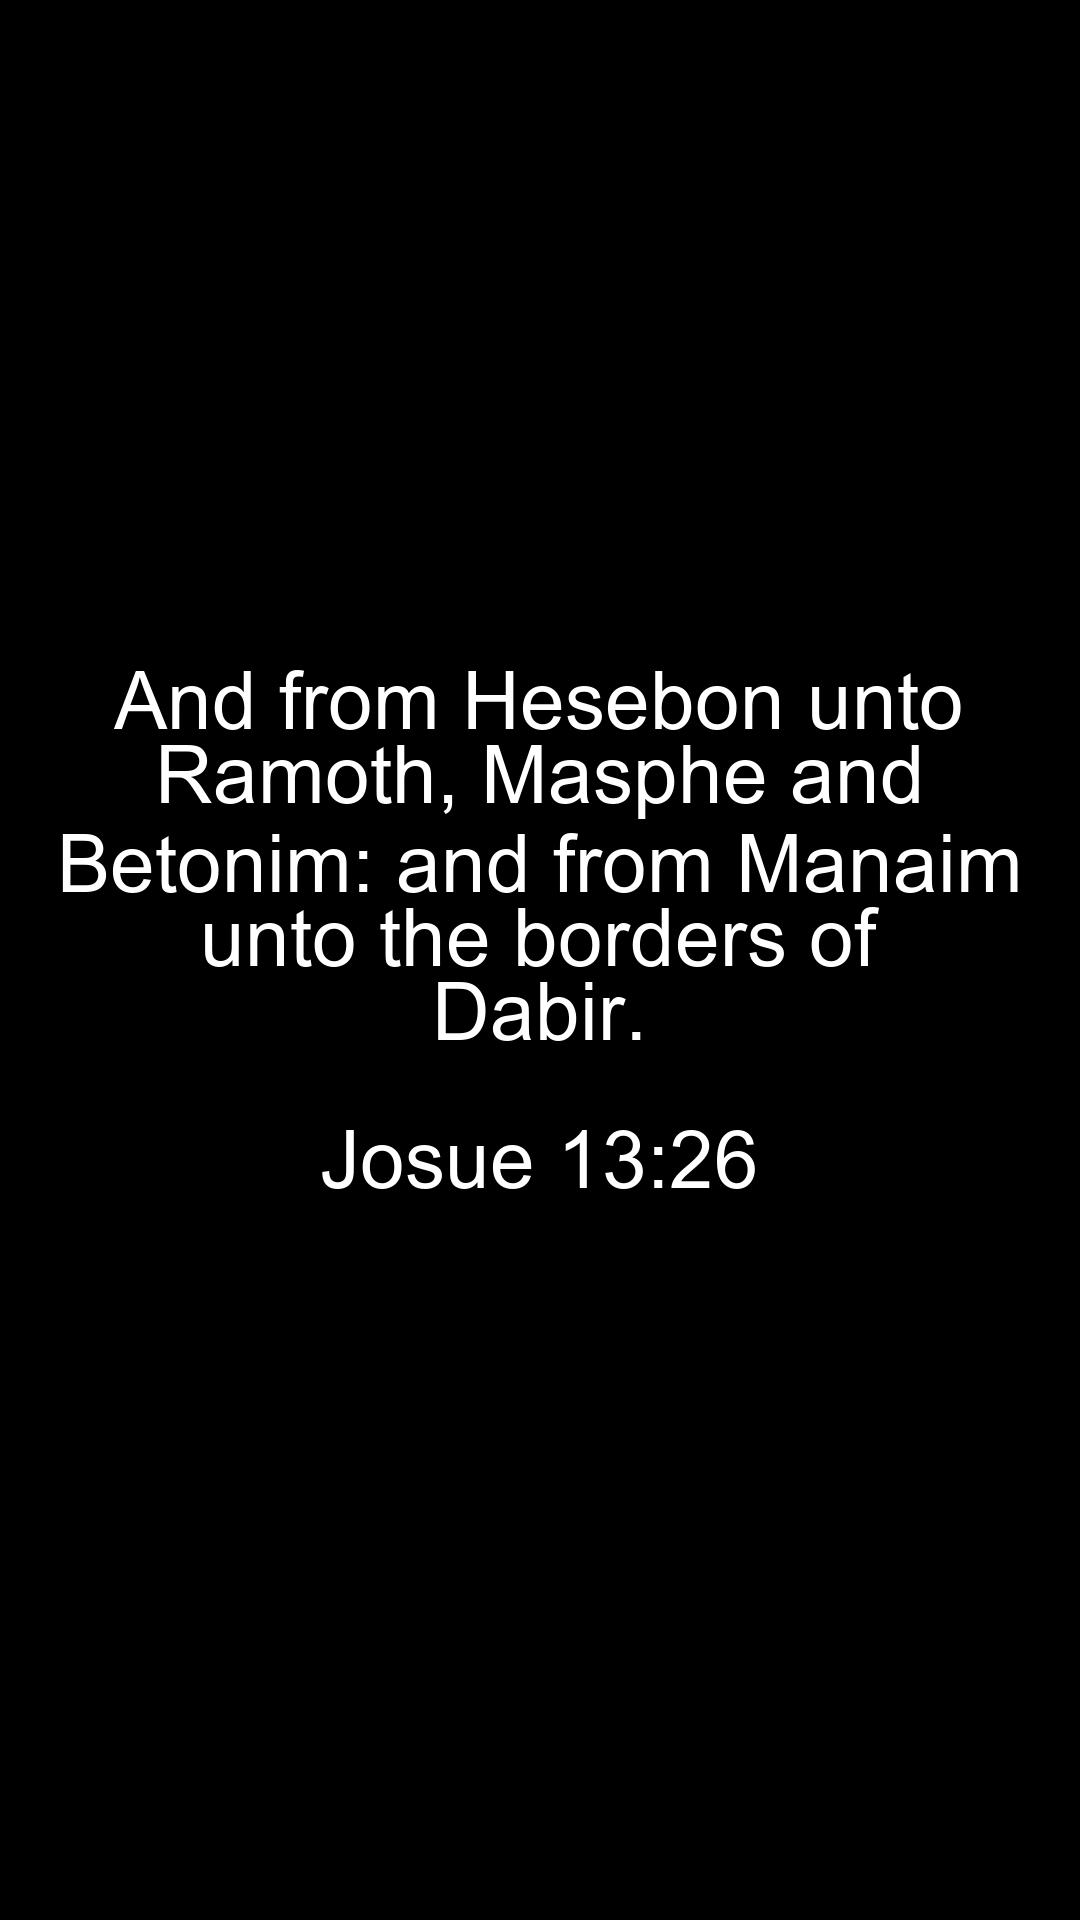 And from Hesebon unto
Ramoth, Masphe and
Betonim: and from Manaim
unto the borders of
Dabir.
Josue 13:26